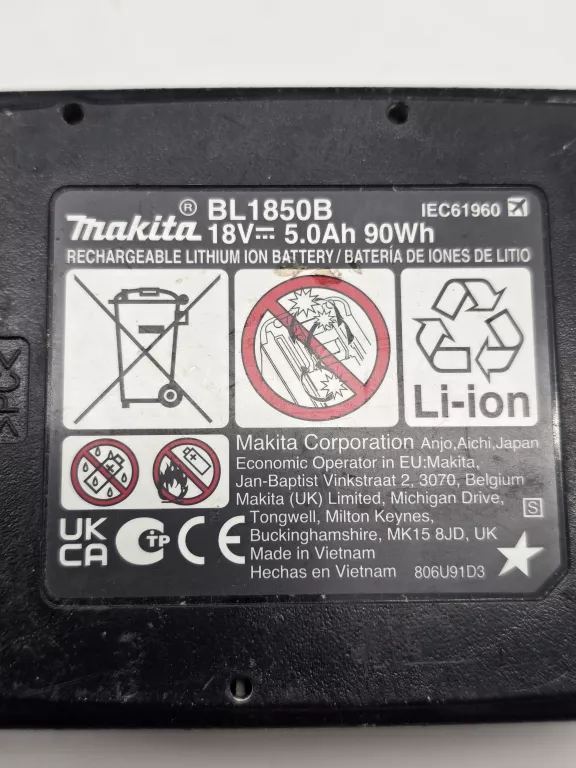 makita® BL1850B IEC61960
18V⎓ 5.0Ah 90Wh
RECHARGEABLE LITHIUM ION BATTERY / BATERÍA DE IONES DE LITIO
Li-ion
Makita Corporation Anjo,Aichi,Japan
Economic Operator in EU:Makita,
Jan-Baptist Vinkstraat 2, 3070, Belgium
Makita (UK) Limited, Michigan Drive,
Tongwell, Milton Keynes,
Buckinghamshire, MK15 8JD, UK
Made in Vietnam
Hechas en Vietnam 806U91D3
S
UK
CA
TP
CE